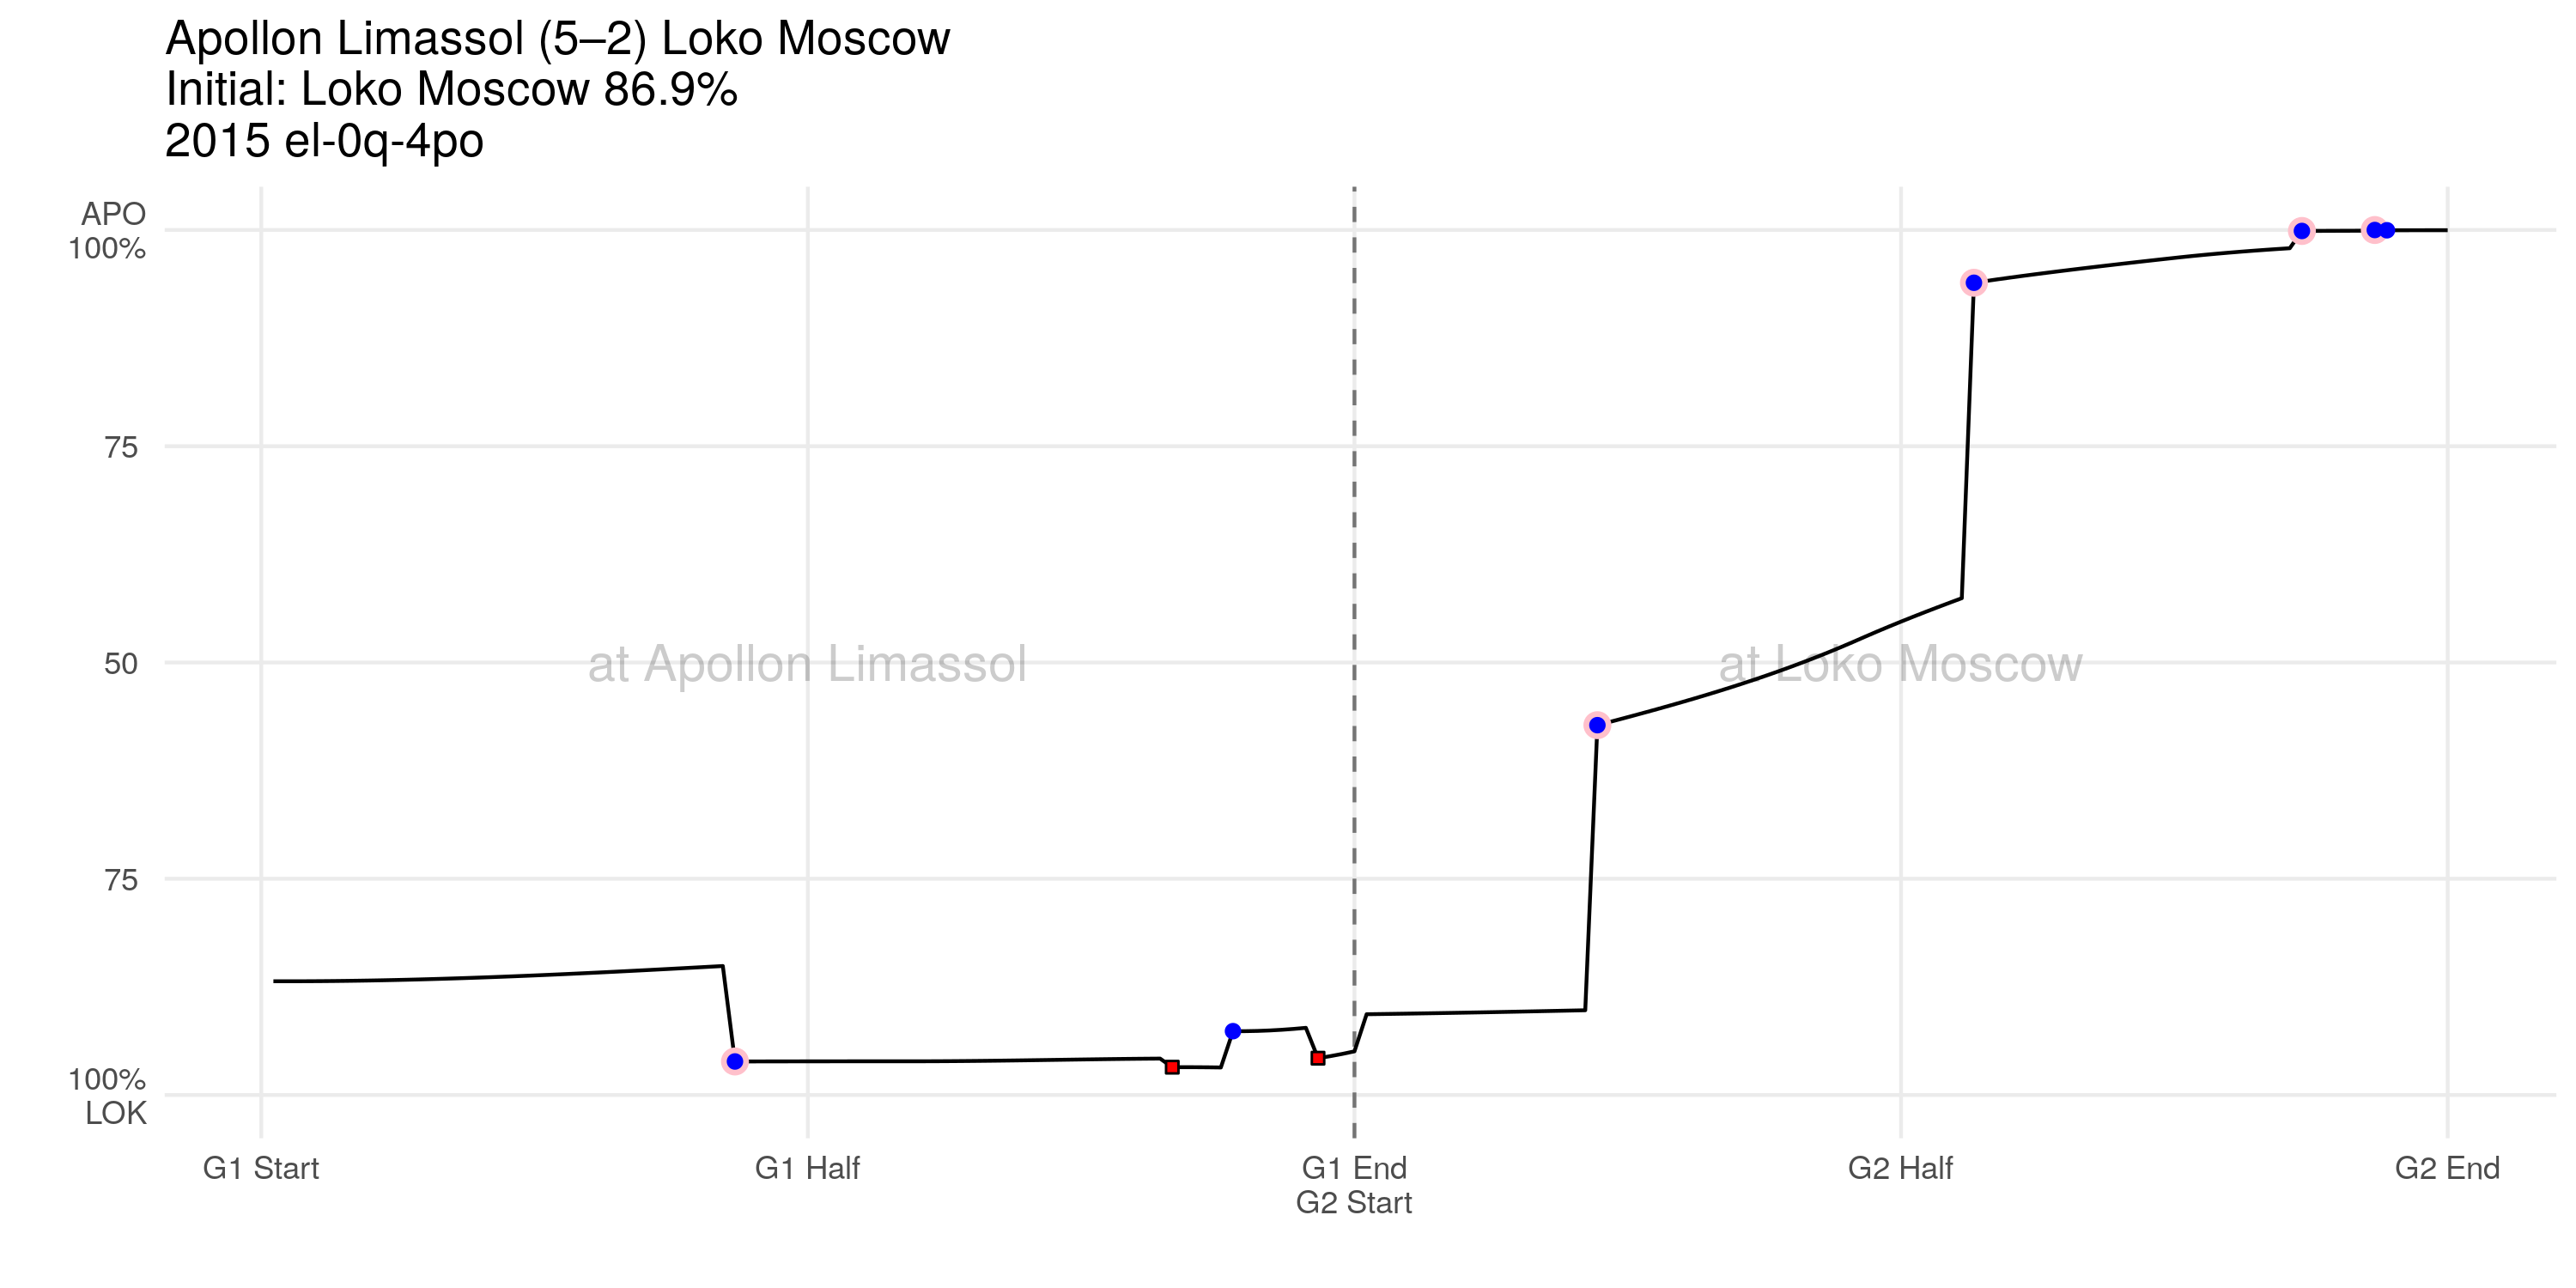 Apollon Limassol (5–2) Loko Moscow
Initial: Loko Moscow 86.9%
2015 el-0q-4po
APO
100%
75
50
75
100%
LOK
at Apollon Limassol
at Loko Moscow
G1 Start
G1 Half
G1 End
G2 Start
G2 Half
G2 End